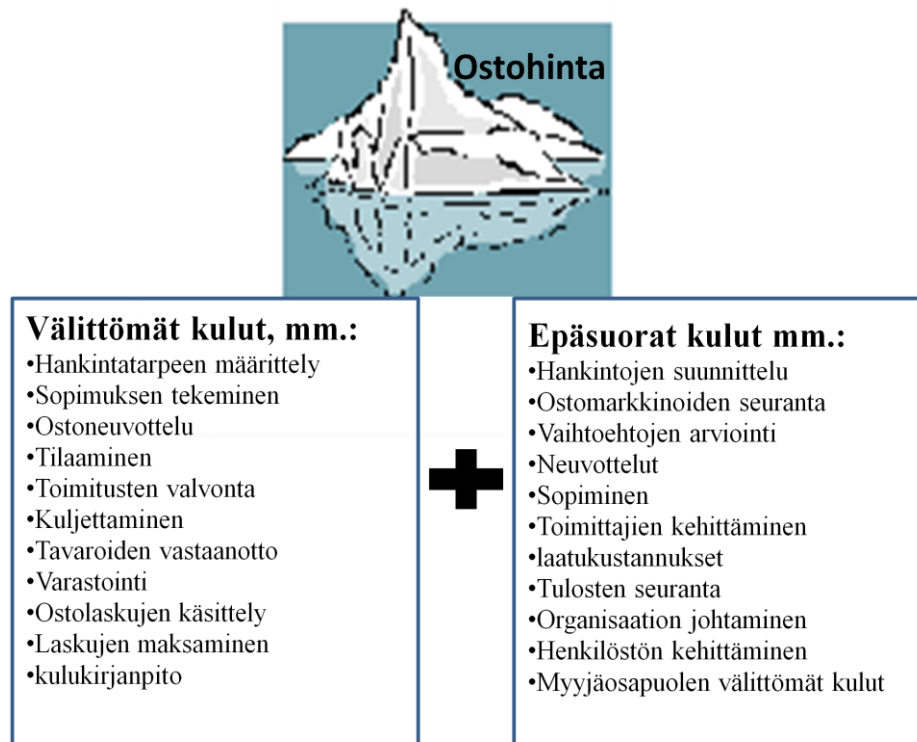 Ostohinta
Välittömät kulut, mm.:
•Hankintatarpeen määrittely
•Sopimuksen tekeminen
•Ostoneuvottelu
•Tilaaminen
•Toimitusten valvonta
•Kuljettaminen
•Tavaroiden vastaanotto
•Varastointi
•Ostolaskujen käsittely
•Laskujen maksaminen
•kulukirjanpito
Epäsuorat kulut mm.:
•Hankintojen suunnittelu
•Ostomarkkinoiden seuranta
•Vaihtoehtojen arviointi
•Neuvottelut
•Sopiminen
•Toimittajien kehittäminen
•laatukustannukset
•Tulosten seuranta
•Organisaation johtaminen
•Henkilöstön kehittäminen
•Myyjäosapuolen välittömät kulut